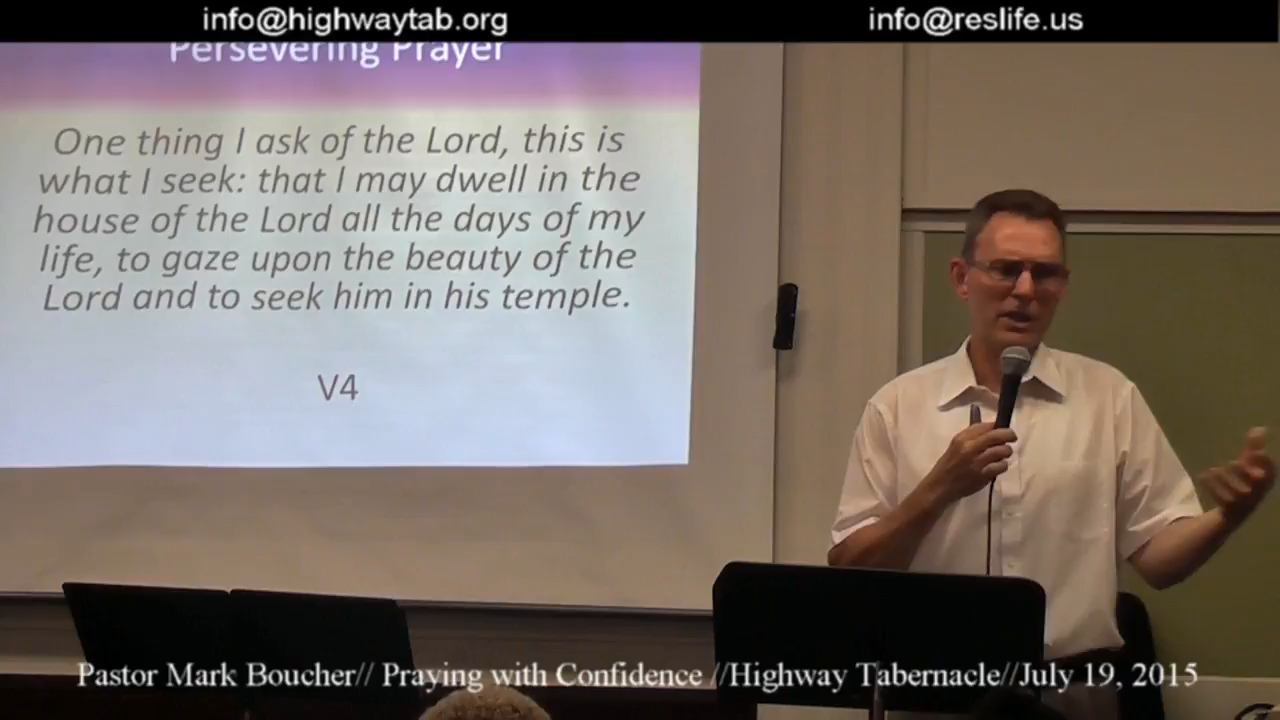 info@highwaytab.org
info@reslife.us
Persevering Prayer
One thing I ask of the Lord, this is
what I seek: that I may dwell in the
house of the Lord all the days of my
life, to gaze upon the beauty of the
Lord and to seek him in his temple.
V4
Pastor Mark Boucher// Praying with Confidence //Highway Tabernacle//July 19, 2015